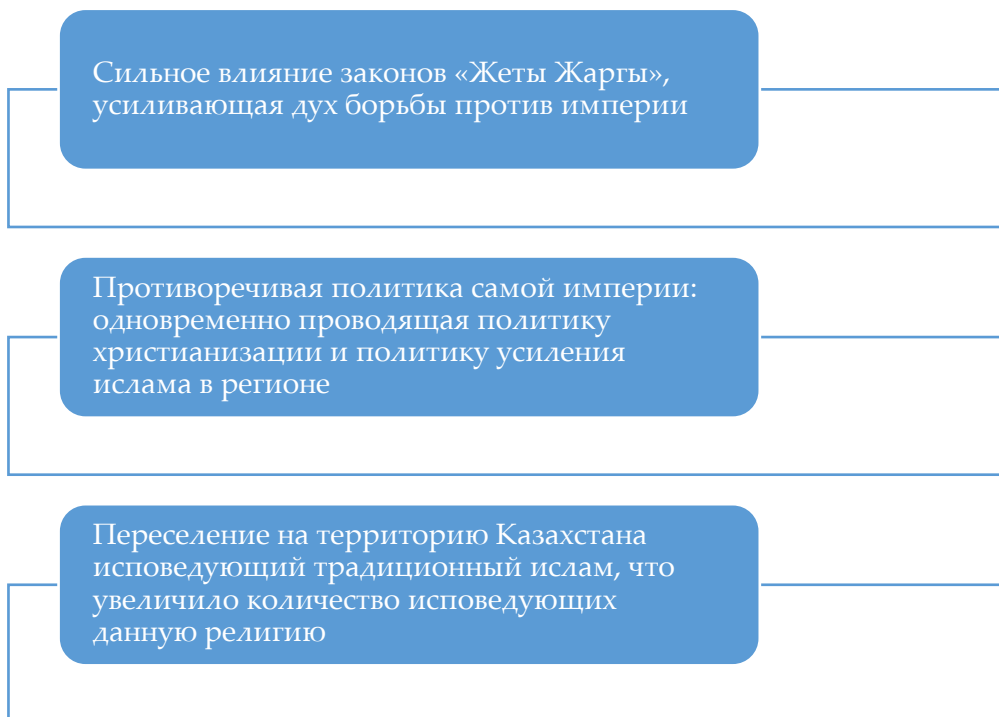 Сильное влияние законов «Жеты Жаргы»,
усиливающая дух борьбы против империи
Противоречивая политика самой империи:
одновременно проводящая политику
христианизации и политику усиления
ислама в регионе
Переселение на территорию Казахстана
исповедующий традиционный ислам, что
увеличило количество исповедующих
данную религию